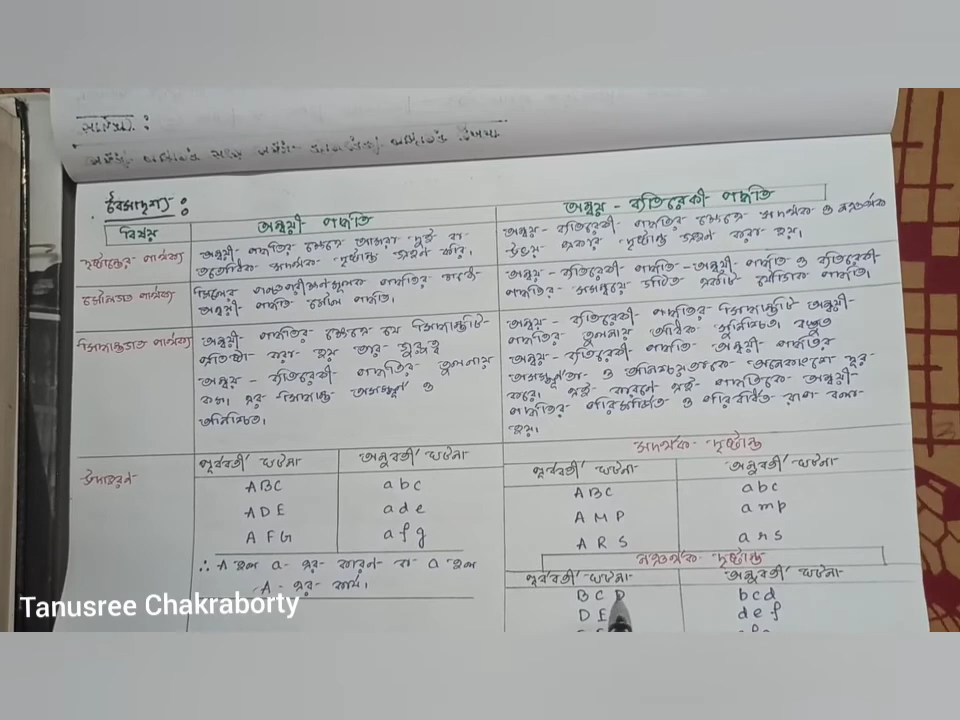 বৈসাদৃশ্য :
বিষয়
অন্বয়ী পদ্ধতি
অন্বয় - ব্যতিরেকী পদ্ধতি
দৃষ্টান্তের পার্থক্য
অন্বয়ী পদ্ধতির ক্ষেত্রে আমরা দুই বা
ততোধিক সদর্থক দৃষ্টান্ত গ্রহণ করি।
অন্বয় - ব্যতিরেকী পদ্ধতির ক্ষেত্রে সদর্থক ও নঞর্থক
উভয় প্রকার দৃষ্টান্ত গ্রহণ করা হয়।
মৌলিকগত পার্থক্য
মিলের পাঁচটি পদ্ধতির মধ্যে
অন্বয়ী পদ্ধতি মৌল পদ্ধতি।
অন্বয় - ব্যতিরেকী পদ্ধতি - অন্বয়ী পদ্ধতি ও ব্যতিরেকী
পদ্ধতির সমন্বয়ে গঠিত একটি যৌগিক পদ্ধতি।
সিদ্ধান্তগত পার্থক্য
অন্বয়ী পদ্ধতির ক্ষেত্রে যে সিদ্ধান্তটি
প্রতিষ্ঠা করা হয় তার গুরুত্ব
অন্বয় - ব্যতিরেকী পদ্ধতির তুলনায়
কম। এর সিদ্ধান্ত অসম্পূর্ণ ও
অনিশ্চিত।
অন্বয় - ব্যতিরেকী পদ্ধতির সিদ্ধান্তটি অন্বয়ী
পদ্ধতির তুলনায় অধিক সুনিশ্চিত। বস্তুত
অন্বয় - ব্যতিরেকী পদ্ধতি অন্বয়ী পদ্ধতির
অসম্পূর্ণতা ও অনিশ্চয়তাকে অনেকাংশে দূর
করে। এই কারণে এই পদ্ধতিকে অন্বয়ী
পদ্ধতির পরিমার্জিত ও পরিবর্ধিত রূপ বলা
হয়।
উদাহরণ
পূর্ববর্তী ঘটনা
অনুবর্তী ঘটনা
ABC
abc
ADE
ade
AFG
afg
∴ A হল a - এর কারণ বা a হল
A - এর কার্য।
সদর্থক দৃষ্টান্ত
পূর্ববর্তী ঘটনা
অনুবর্তী ঘটনা
ABC
abc
AMP
amp
ARS
ars
নঞর্থক দৃষ্টান্ত
পূর্ববর্তী ঘটনা
অনুবর্তী ঘটনা
BCD
bcd
DE
def
Tanusree Chakraborty